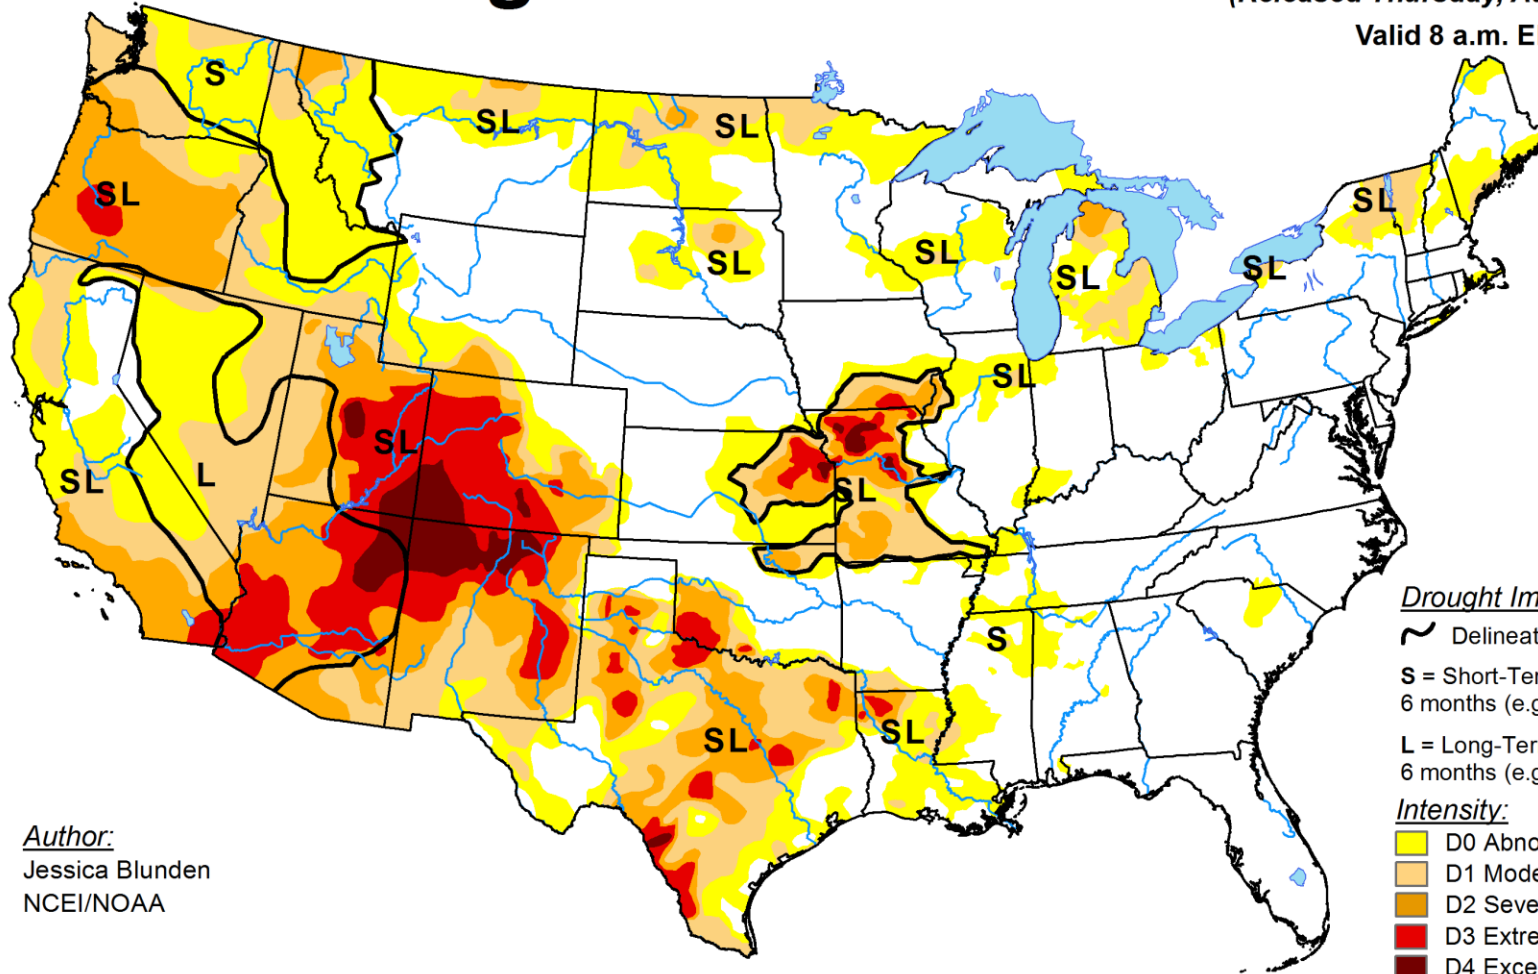 (Released Thursday,
Valid 8 a.m.
S
SL
SL
SL
SL
SL
SL
SL
SL
SL
SL
SL
L
SL
SL
S
SL
SL
Drought
Delineat
S = Short-Ter
6 months (e.g
L = Long-Ter
6 months (e.g
Author:
Jessica Blunden
NCEI/NOAA
Intensity:
D0 Abno
D1 Mode
D2 Seve
D3 Extre
D4 Exce